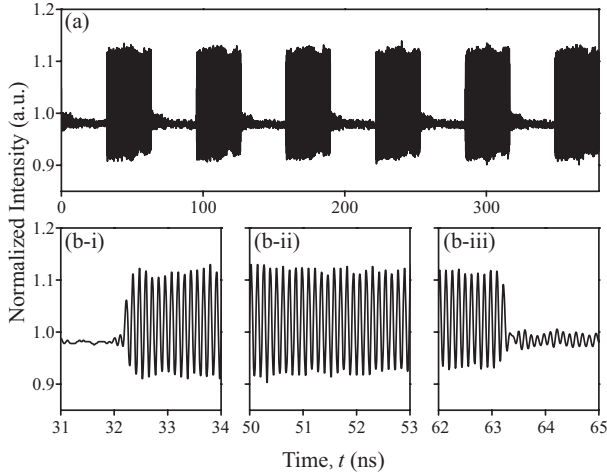 (a)
1.2
1.1
1.0
0.9
0
100
200
300
Normalized Intensity (a.u.)
(b-i)
(b-ii)
(b-iii)
1.2
1.1
1.0
0.9
31 32 33 34
50 51 52 53
62 63 64 65
Time, t (ns)